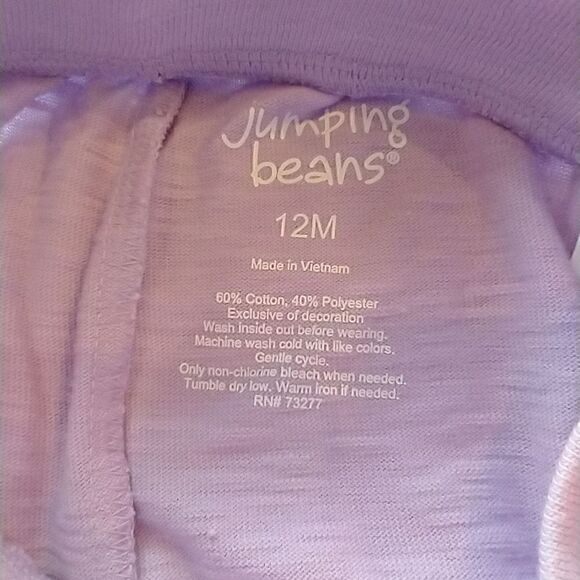 Jumping
beans®
12M
Made in Vietnam
60% Cotton, 40% Polyester
Exclusive of decoration
Wash inside out before wearing.
Machine wash cold with like colors.
Gentle cycle.
Only non-chlorine bleach when needed.
Tumble dry low. Warm iron if needed.
RN# 73277